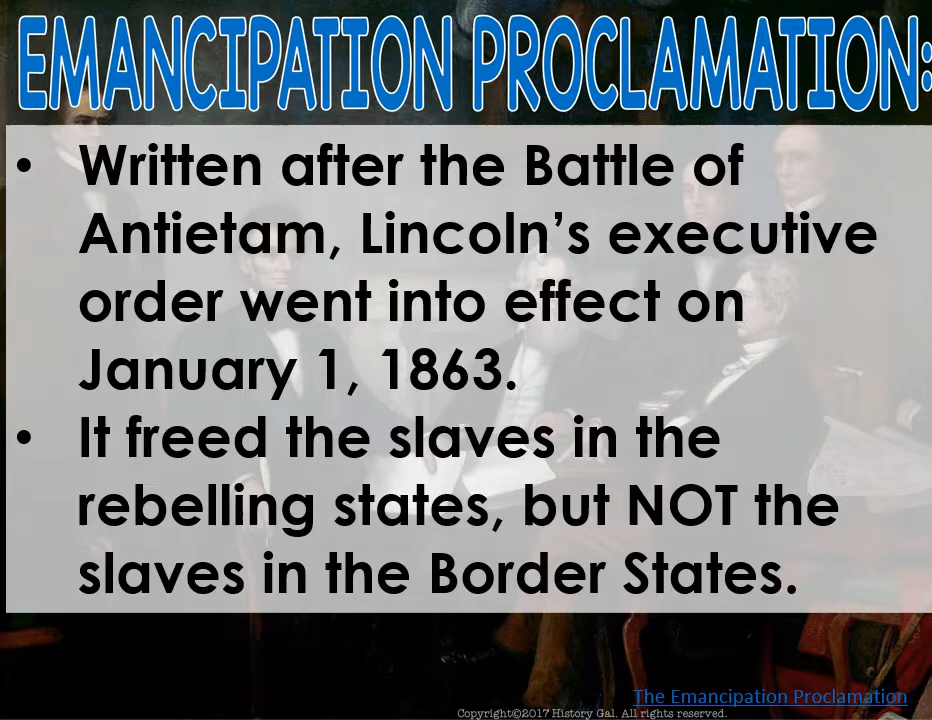 EMANCIPATION PROCLAMATION:
• Written after the Battle of
Antietam, Lincoln’s executive
order went into effect on
January 1, 1863.
• It freed the slaves in the
rebelling states, but NOT the
slaves in the Border States.
The Emancipation Proclamation
Copyright©2017 History Gal. All rights reserved.